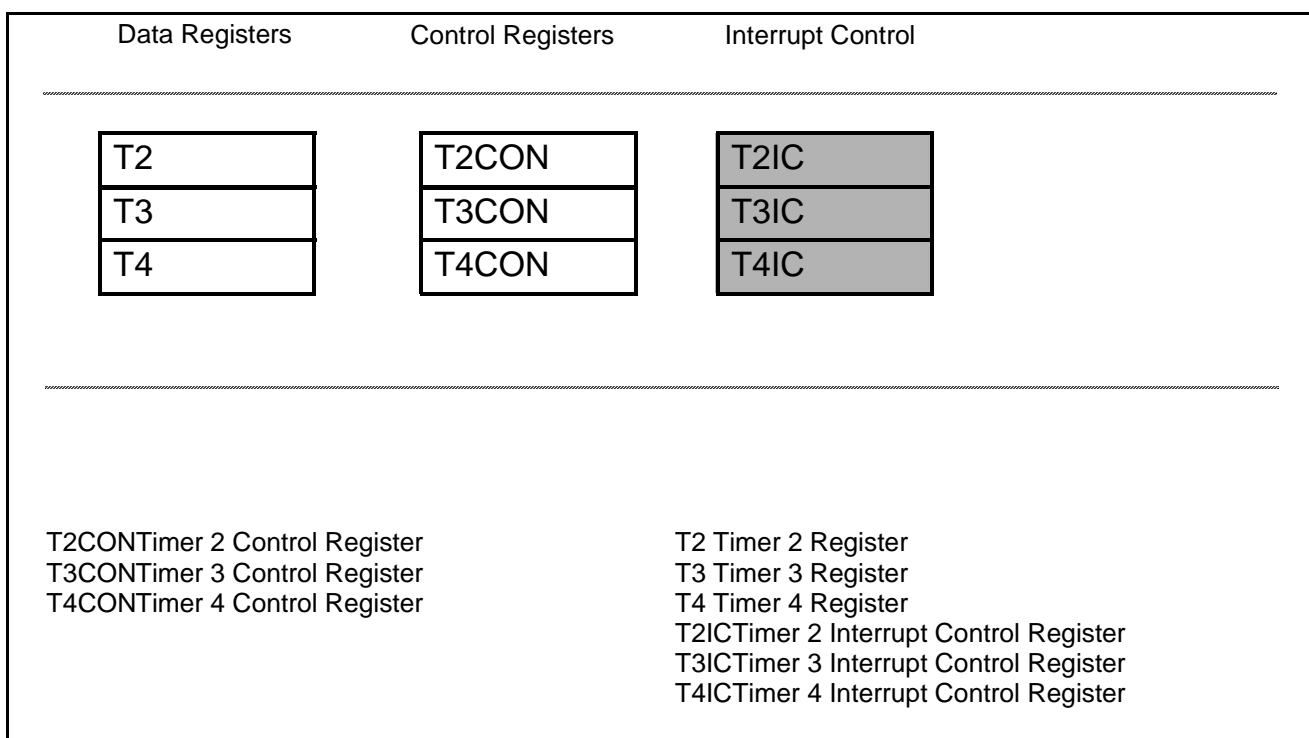 Data Registers Control Registers Interrupt Control
T2 T2CON T2IC
T3 T3CON T3IC
T4 T4CON T4IC
T2CONTimer 2 Control Register
T3CONTimer 3 Control Register
T4CONTimer 4 Control Register
T2 Timer 2 Register
T3 Timer 3 Register
T4 Timer 4 Register
T2ICTimer 2 Interrupt Control Register
T3ICTimer 3 Interrupt Control Register
T4ICTimer 4 Interrupt Control Register